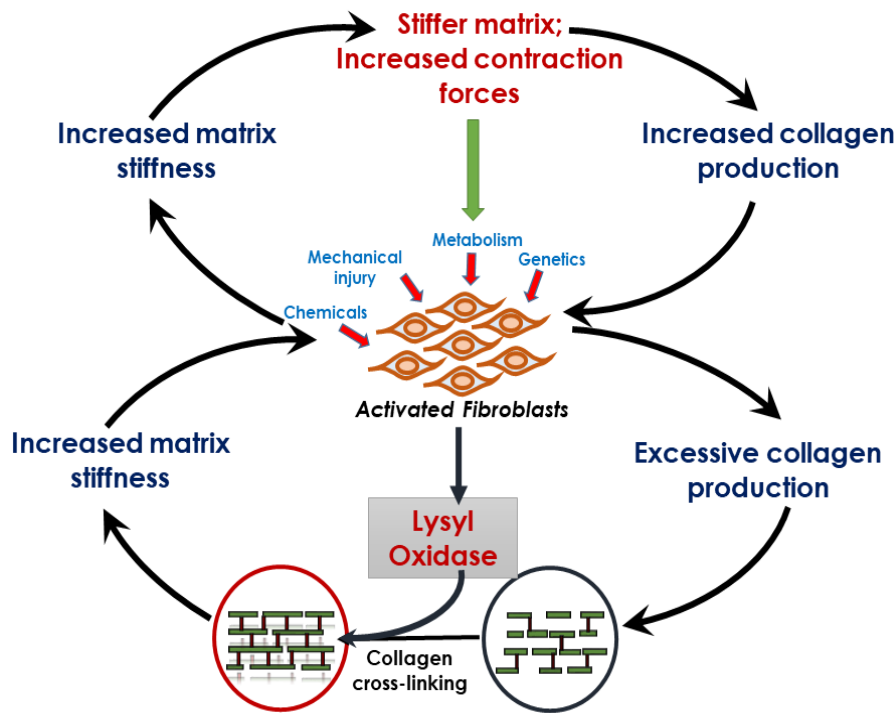 Stiffer matrix;
Increased contraction
forces
Increased matrix
stiffness
Increased collagen
production
Metabolism
Mechanical
injury
Genetics
Chemicals
Activated Fibroblasts
Increased matrix
stiffness
Excessive collagen
production
Lysyl
Oxidase
Collagen
cross-linking